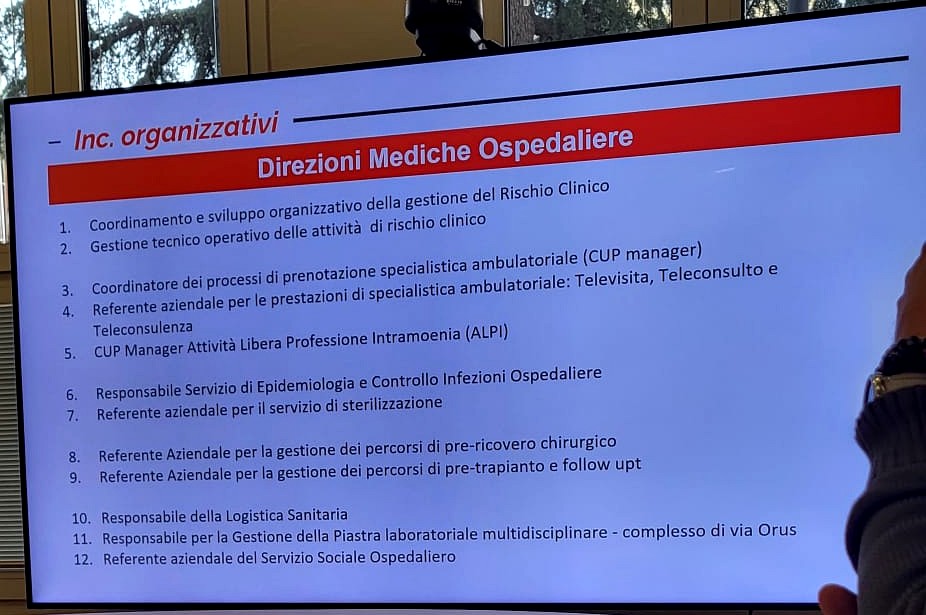 – Inc. organizzativi
Direzioni Mediche Ospedaliere
1. Coordinamento e sviluppo organizzativo della gestione del Rischio Clinico
2. Gestione tecnico operativo delle attività di rischio clinico
3. Coordinatore dei processi di prenotazione specialistica ambulatoriale (CUP manager)
4. Referente aziendale per le prestazioni di specialistica ambulatoriale: Televisita, Teleconsulto e
Teleconsulenza
5. CUP Manager Attività Libera Professione Intramoenia (ALPI)
6. Responsabile Servizio di Epidemiologia e Controllo Infezioni Ospedaliere
7. Referente aziendale per il servizio di sterilizzazione
8. Referente Aziendale per la gestione dei percorsi di pre-ricovero chirurgico
9. Referente Aziendale per la gestione dei percorsi di pre-trapianto e follow upt
10. Responsabile della Logistica Sanitaria
11. Responsabile per la Gestione della Piastra laboratoriale multidisciplinare - complesso di via Orus
12. Referente aziendale del Servizio Sociale Ospedaliero